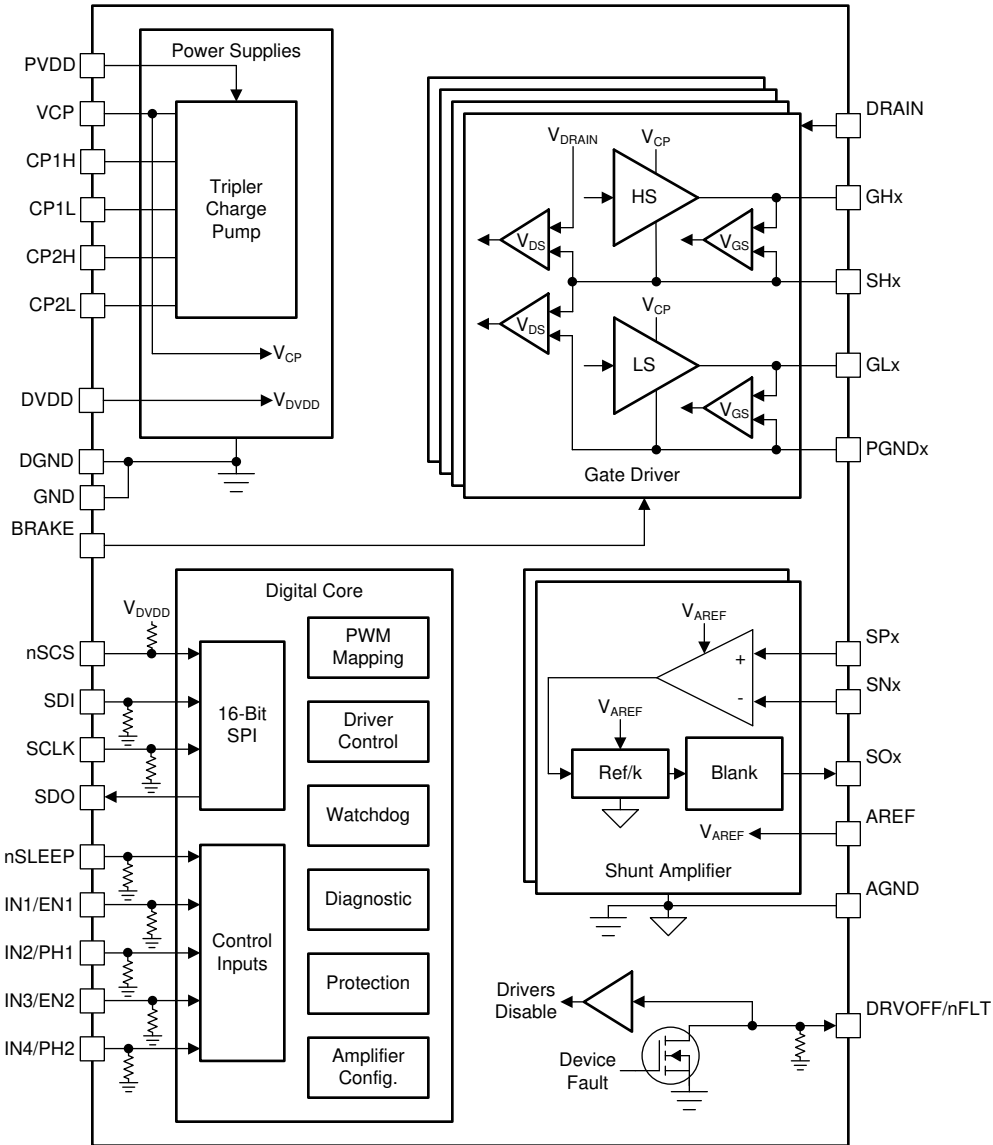 Power Supplies
PVDD
VCP
CP1H
CP1L
CP2H
CP2L
Tripler
Charge
Pump
VCP
DVDD
VDVDD
DGND
GND
BRAKE
VDRAIN
VCP
HS
VDS
VGS
VDS
VCP
LS
VGS
Gate Driver
DRAIN
GHx
SHx
GLx
PGNDx
Digital Core
VDVDD
nSCS
SDI
SCLK
SDO
16-Bit
SPI
nSLEEP
IN1/EN1
IN2/PH1
IN3/EN2
IN4/PH2
Control
Inputs
PWM
Mapping
Driver
Control
Watchdog
Diagnostic
Protection
Amplifier
Config.
VAREF
+
-
VAREF
Ref/k
Blank
VAREF
Shunt Amplifier
SPx
SNx
SOx
AREF
AGND
Drivers
Disable
Device
Fault
DRVOFF/nFLT